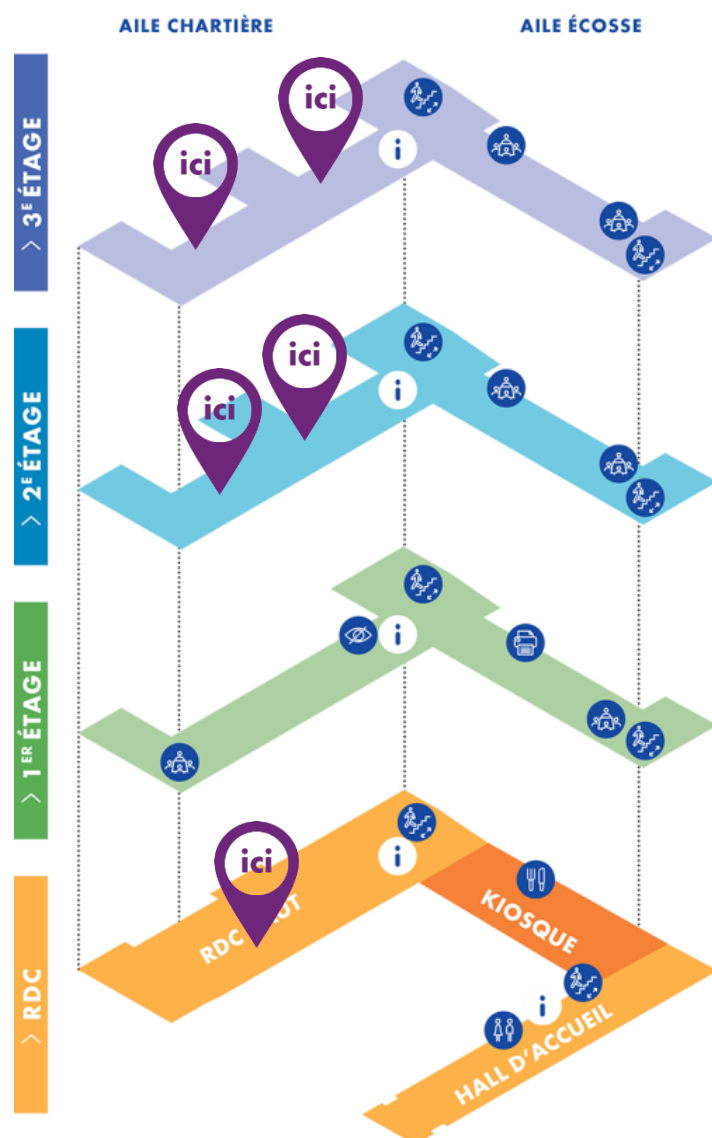 AILE CHARTIÈRE
AILE ÉCOSSE
> 3E ÉTAGE
ici
ici
i
> 2E ÉTAGE
ici
ici
i
> 1ER ÉTAGE
i
> RDC
ici
i
RDC
KIOSQUE
i
HALL D'ACCUEIL